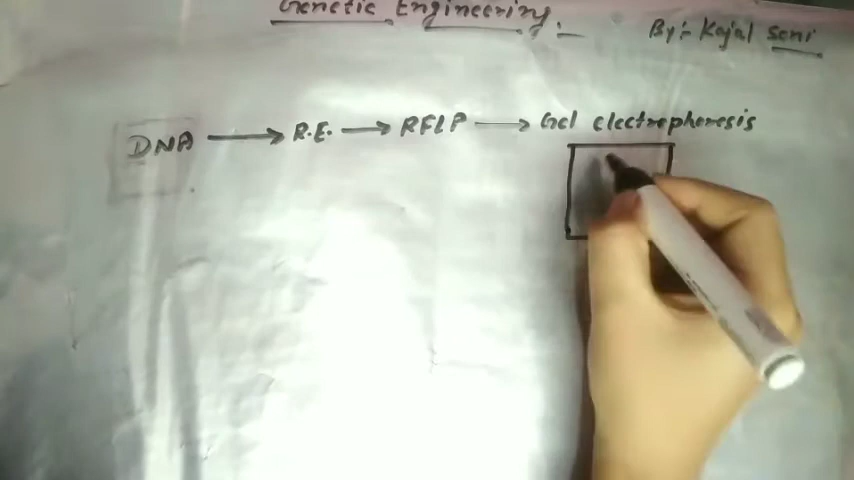 Genetic Engineering :-
By:- Kajal Soni
DNA → R.E. → RFLP → Gel electrophoresis